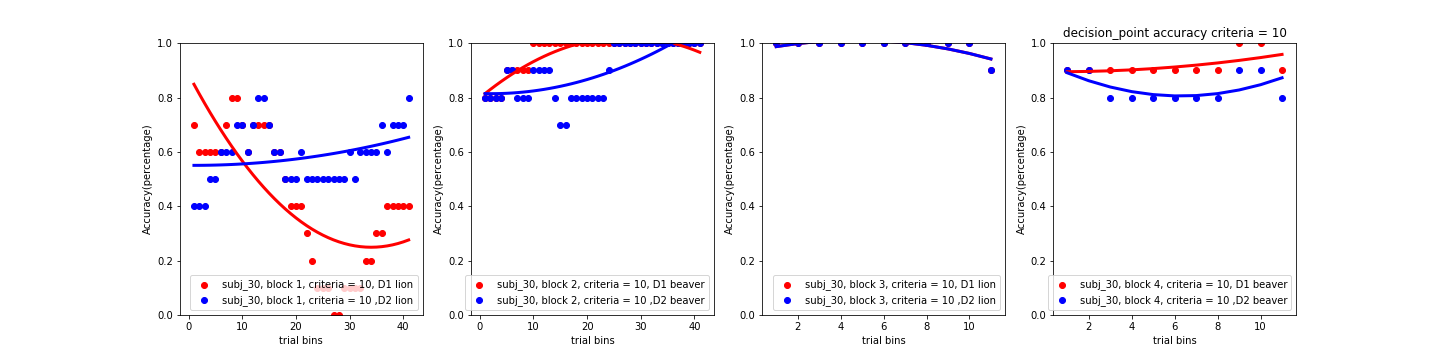 decision_point accuracy criteria = 10
Accuracy(percentage)
1.0
0.8
0.6
0.4
0.2
0.0
subj_30, block 1, criteria = 10, D1 lion
subj_30, block 1, criteria = 10 ,D2 lion
0 10 20 30 40
trial bins
Accuracy(percentage)
1.0
0.8
0.6
0.4
0.2
0.0
subj_30, block 2, criteria = 10, D1 beaver
subj_30, block 2, criteria = 10 ,D2 beaver
0 10 20 30 40
trial bins
Accuracy(percentage)
1.0
0.8
0.6
0.4
0.2
0.0
subj_30, block 3, criteria = 10, D1 lion
subj_30, block 3, criteria = 10 ,D2 lion
2 4 6 8 10
trial bins
Accuracy(percentage)
1.0
0.8
0.6
0.4
0.2
0.0
subj_30, block 4, criteria = 10, D1 beaver
subj_30, block 4, criteria = 10 ,D2 beaver
2 4 6 8 10
trial bins